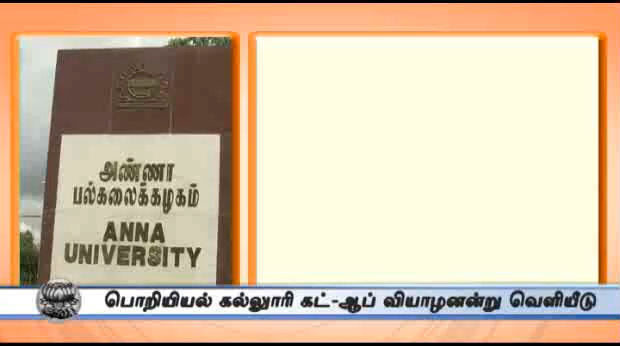 அண்ணா
பல்கலைக்கழகம்
ANNA
UNIVERSITY
பொறியியல் கல்லூரி கட்-ஆப் வியாழனன்று வெளியீடு